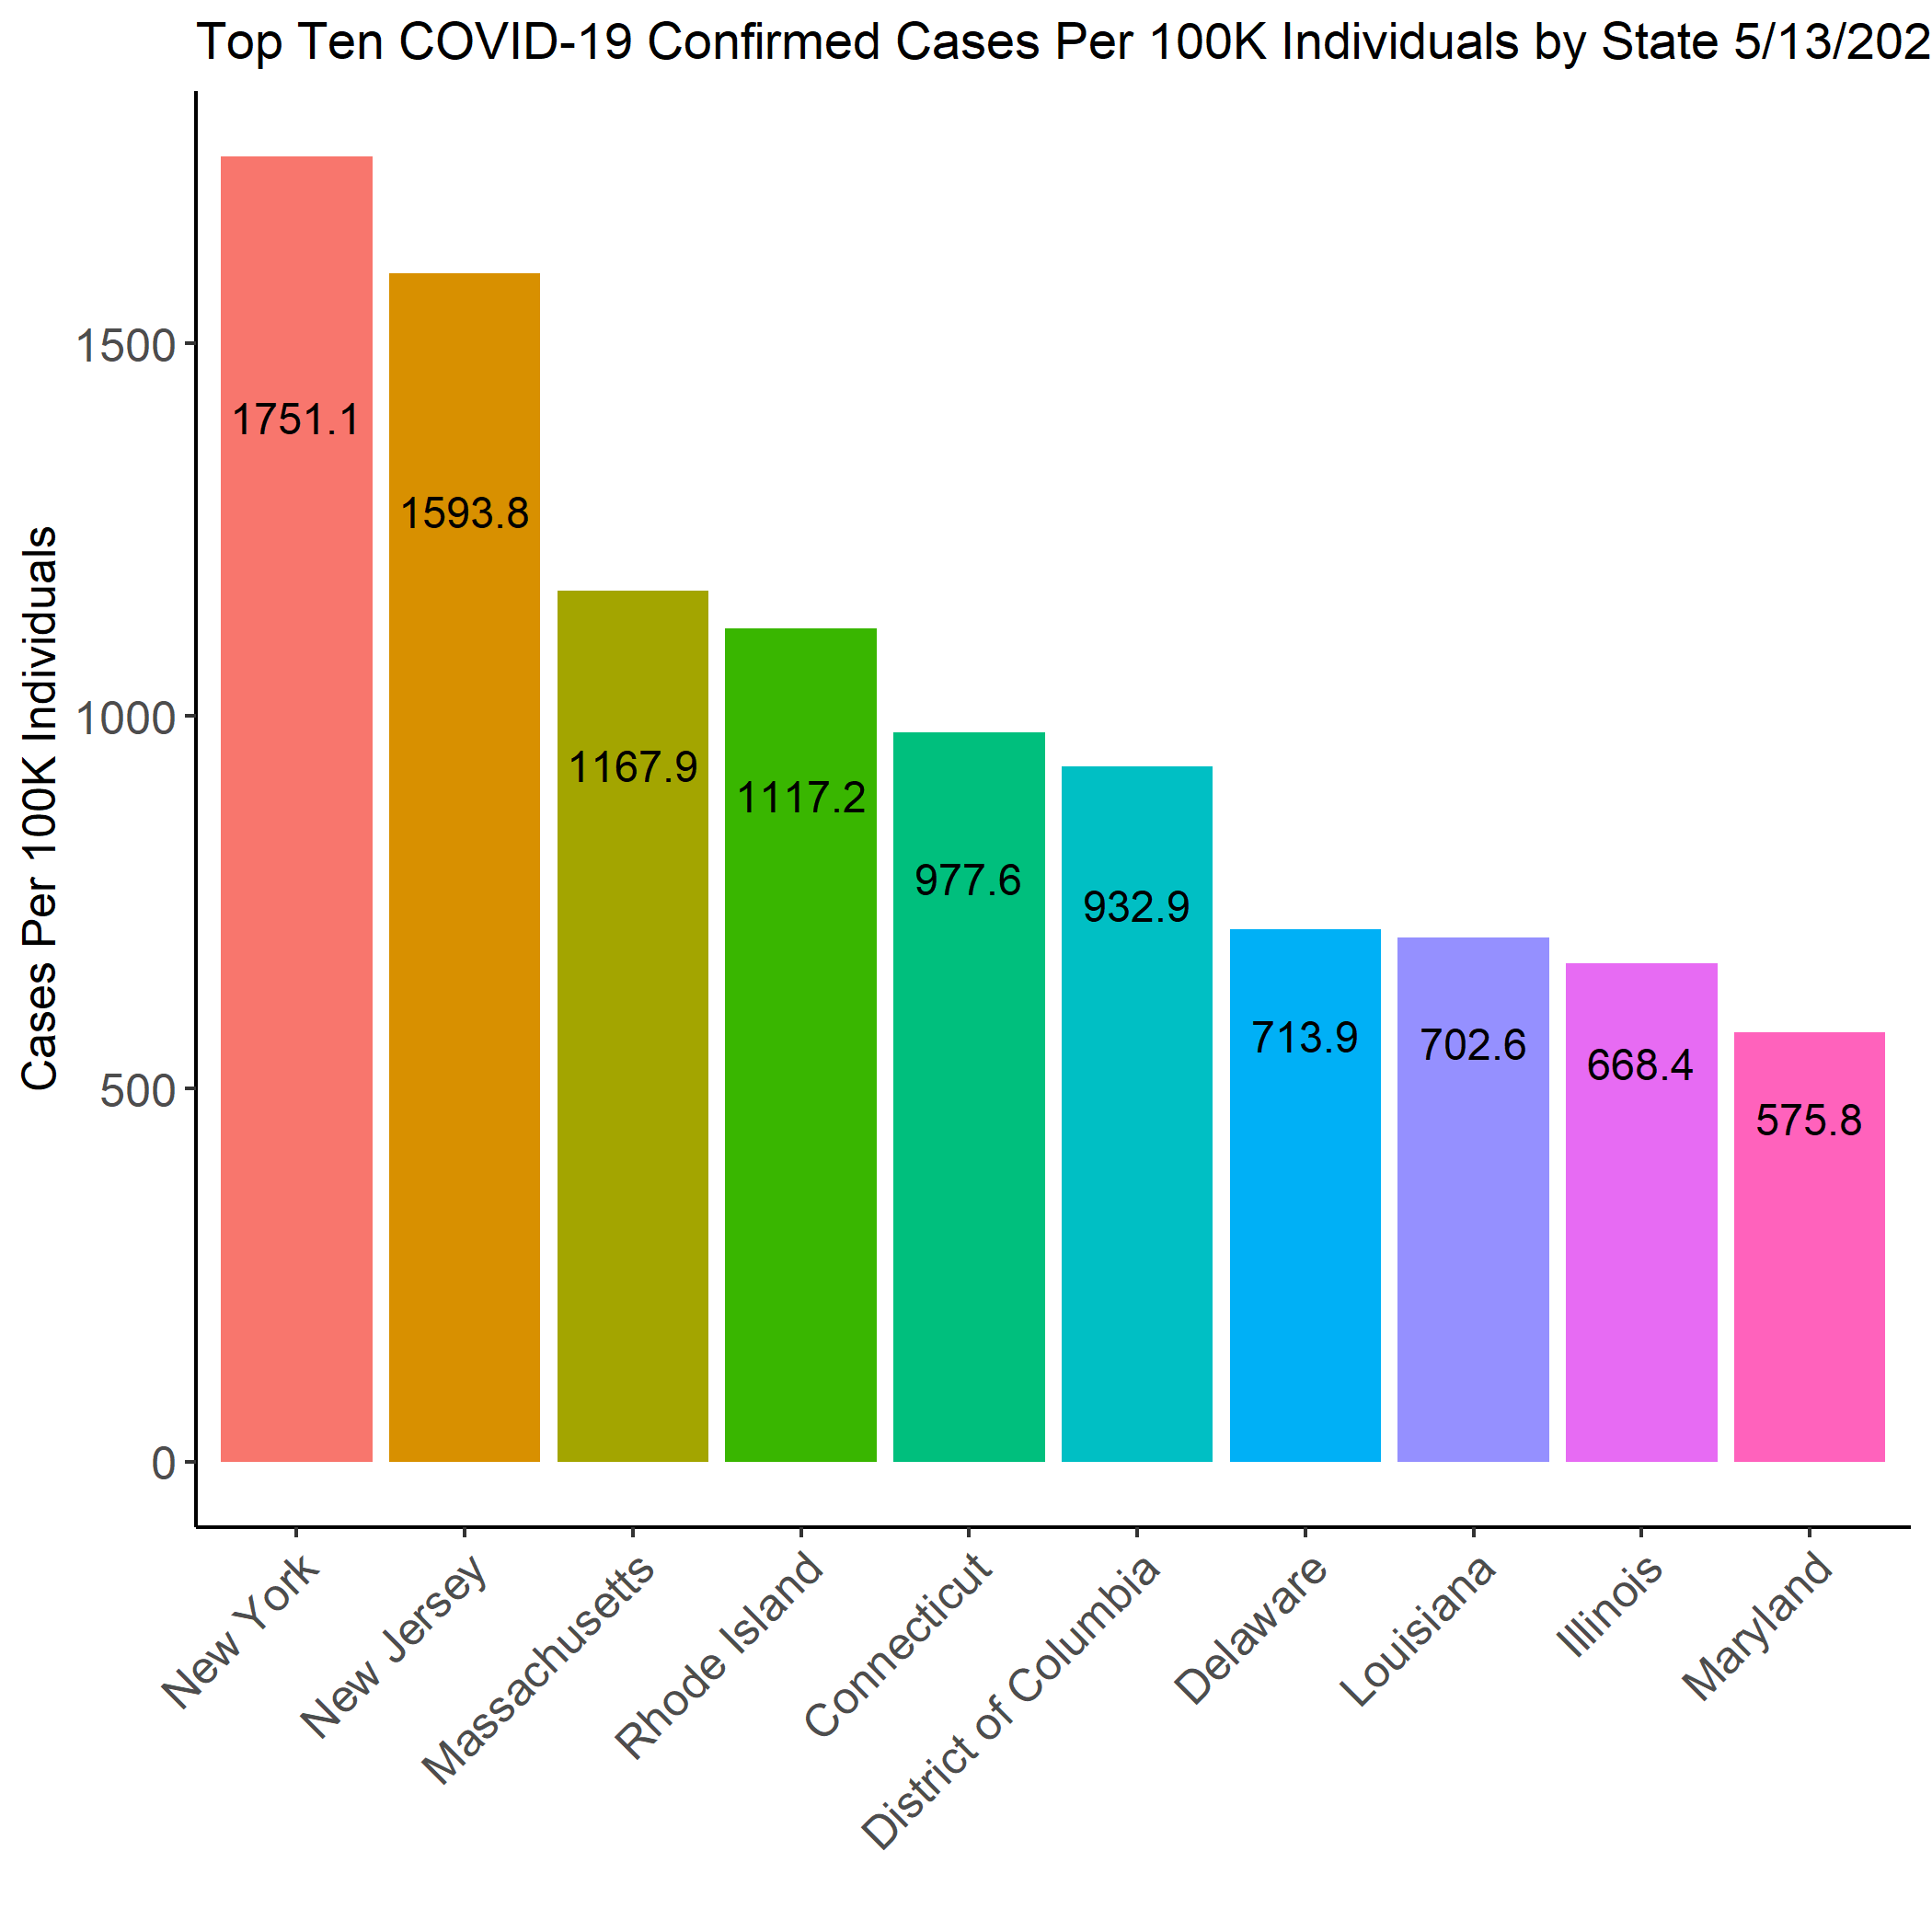 Top Ten COVID-19 Confirmed Cases Per 100K Individuals by State 5/13/202
Cases Per 100K Individuals
1500
1000
500
0
1751.1
1593.8
1167.9
1117.2
977.6
932.9
713.9
702.6
668.4
575.8
New York
New Jersey
Massachusetts
Rhode Island
Connecticut
District of Columbia
Delaware
Louisiana
Illinois
Maryland